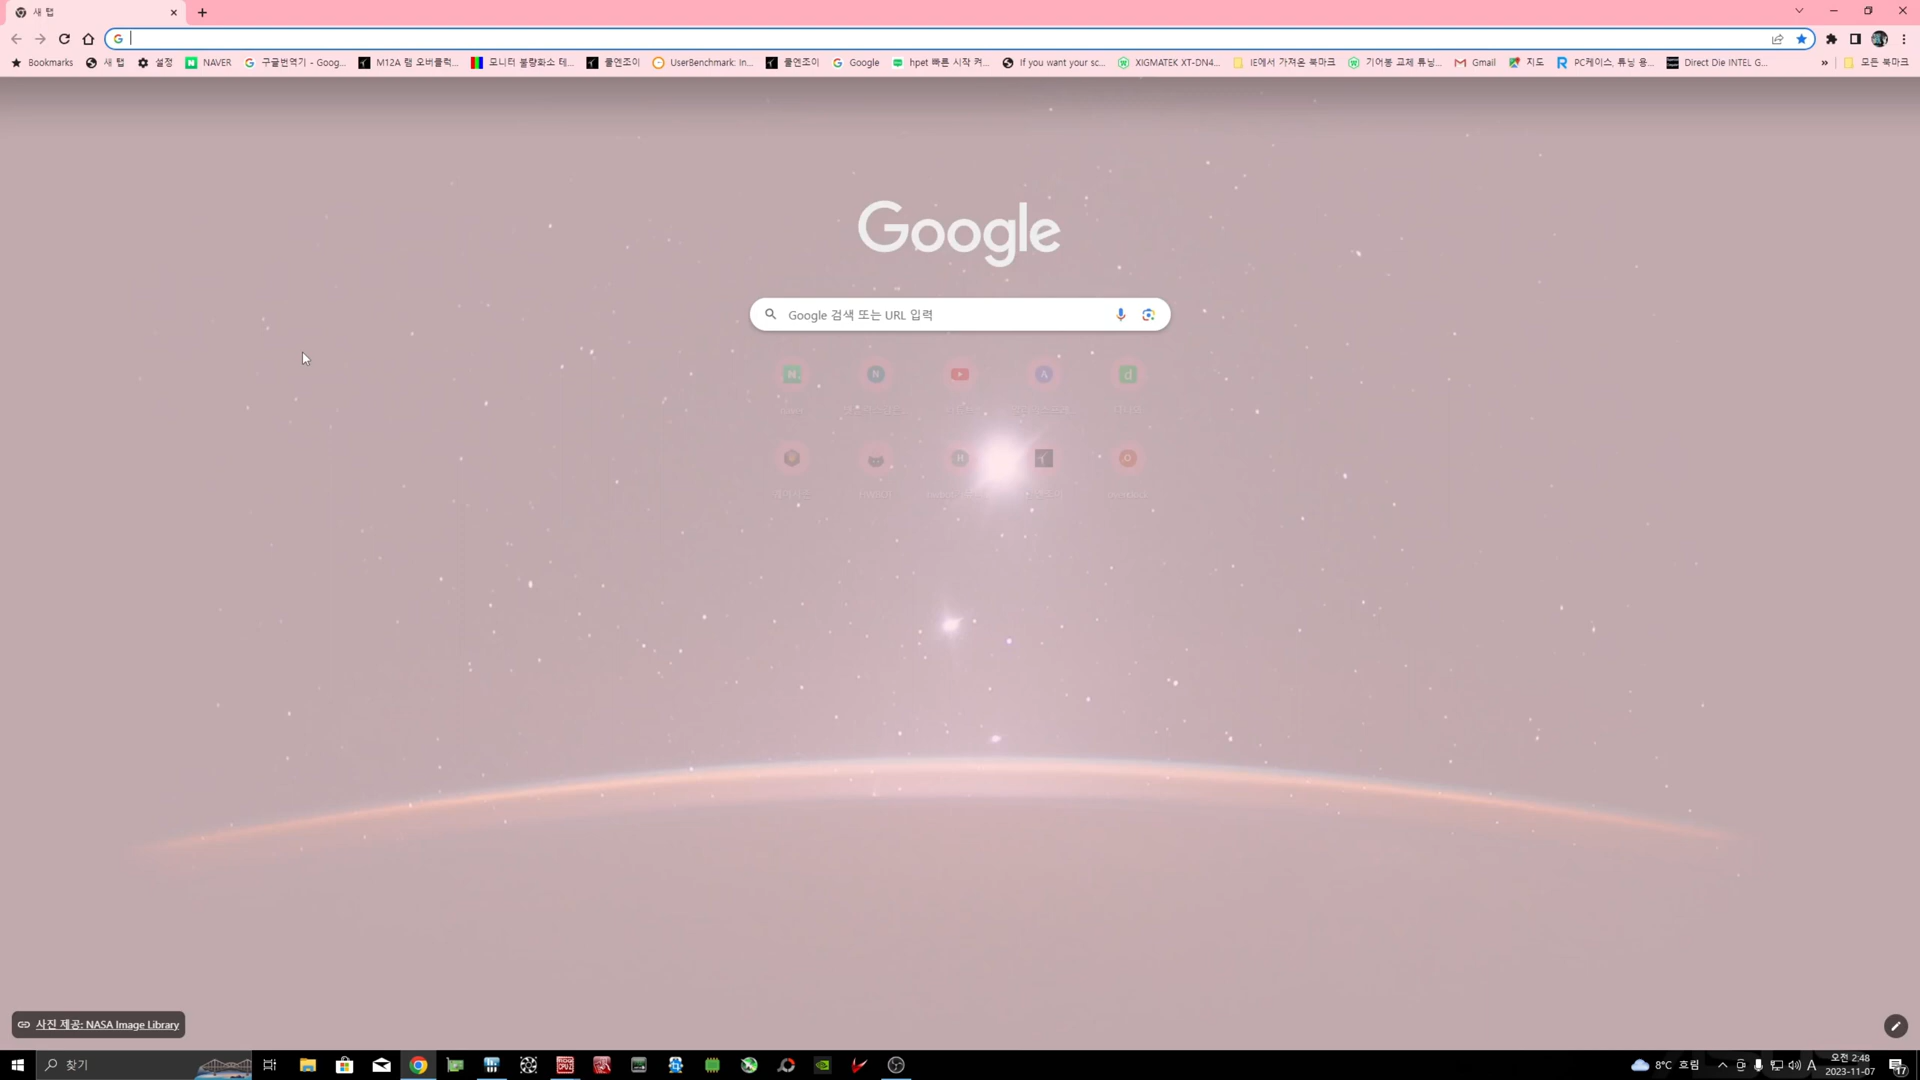 새 탭
Bookmarks 새 탭 설정 NAVER 구글번역기 - Goog... M12A 램 오버클럭... 모니터 불량화소 테... 쿨엔조이 UserBenchmark: In... 쿨엔조이 Google hpet 빠른 시작 켜... If you want your sc... XIGMATEK XT-DN4... IE에서 가져온 북마크 기어봉 교체 튜닝... Gmail 지도 PC케이스, 튜닝 용... Direct Die INTEL G... » 모든 북마크
Google
Google 검색 또는 URL 입력
사진 제공: NASA Image Library
찾기
8°C 흐림
A
오전 2:48
2023-11-07
17